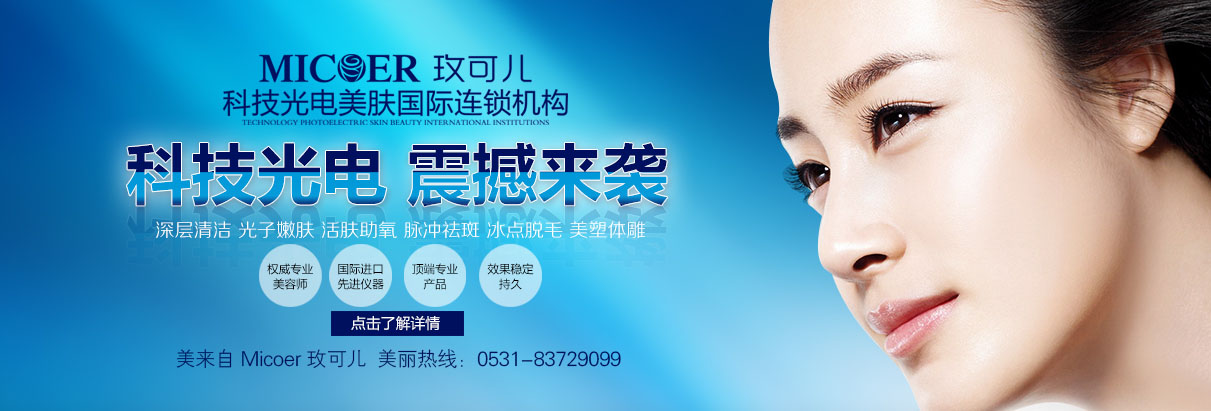 MICOER 玫可儿
科技光电美肤国际连锁机构
TECHNOLOGY PHOTOELECTRIC SKIN BEAUTY INTERNATIONAL INSTITUTIONS
科技光电 震撼来袭
深层清洁 光子嫩肤 活肤助氧 脉冲祛斑 冰点脱毛 美塑体雕
权威专业
美容师
国际进口
先进仪器
顶端专业
产品
效果稳定
持久
点击了解详情
美来自 Micoer 玫可儿 美丽热线：0531-83729099